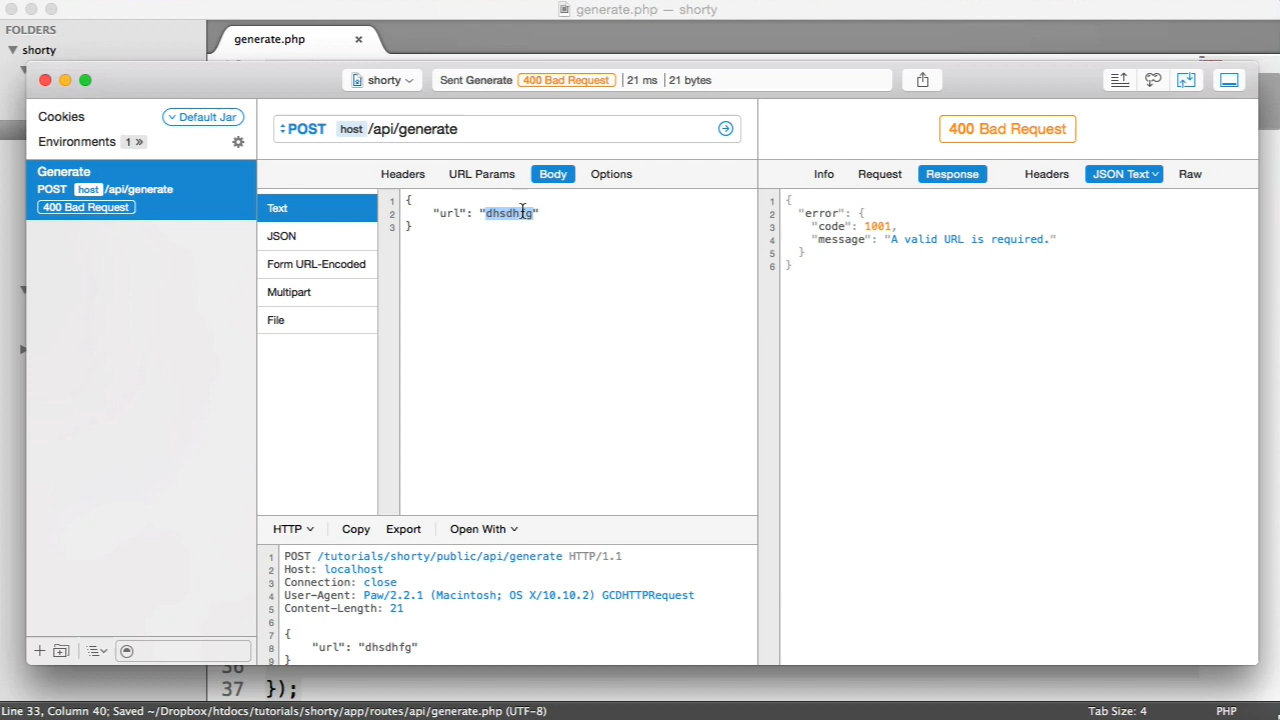 generate.php — shorty
FOLDERS
shorty
generate.php ×
shorty
Sent Generate 400 Bad Request | 21 ms | 21 bytes
Cookies
Default Jar
Environments 1 »
POST host /api/generate
400 Bad Request
Generate
POST host /api/generate
400 Bad Request
Headers URL Params Body Options
Info Request Response Headers JSON Text Raw
Text
JSON
Form URL-Encoded
Multipart
File
1 {
2 "url": "dhsdhfg"
3 }
1 {
2 "error": {
3 "code": 1001,
4 "message": "A valid URL is required."
5 }
6 }
HTTP Copy Export Open With
1 POST /tutorials/shorty/public/api/generate HTTP/1.1
2 Host: localhost
3 Connection: close
4 User-Agent: Paw/2.2.1 (Macintosh; OS X/10.10.2) GCDHTTPRequest
5 Content-Length: 21
6
7 {
8 "url": "dhsdhfg"
9 }
36
37 });
Line 33, Column 40; Saved ~/Dropbox/htdocs/tutorials/shorty/app/routes/api/generate.php (UTF-8)
Tab Size: 4
PHP